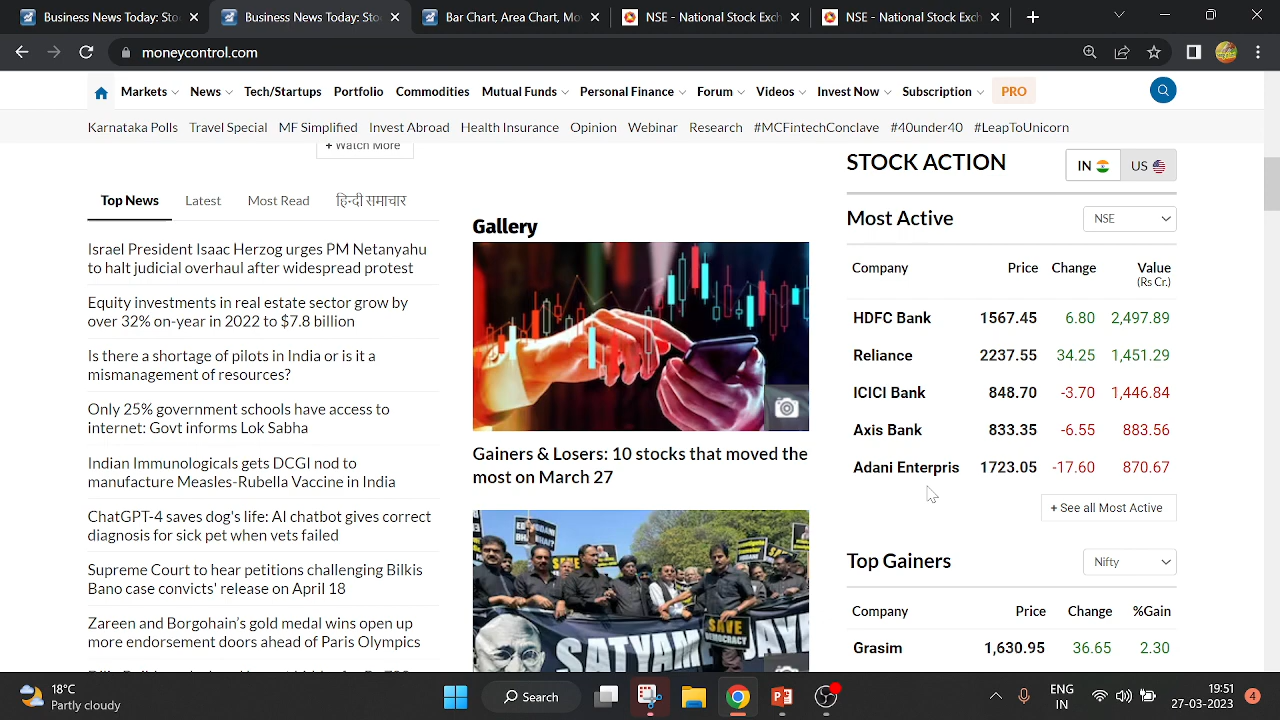 Business News today: Sto
Business News Today, Sto
Bar Chart, Area Chart, Mo
NSE - National Stock Exch
NSE - National Stock Exch
moneycontrol.com
Markets News Tech/Startups Portfolio Commodities Mutual Funds Personal Finance Forum Videos Invest Now Subscription PRO
Karnataka Polls Travel Special MF Simplified Invest Abroad Health Insurance Opinion Webinar Research #MCFintechConclave #40under40 #LeapToUnicorn
+ Watch More
Top News Latest Most Read हिन्दी समाचार
Israel President Isaac Herzog urges PM Netanyahu
to halt judicial overhaul after widespread protest
Equity investments in real estate sector grow by
over 32% on-year in 2022 to $7.8 billion
Is there a shortage of pilots in India or is it a
mismanagement of resources?
Only 25% government schools have access to
internet: Govt informs Lok Sabha
Indian Immunologicals gets DCGI nod to
manufacture Measles-Rubella Vaccine in India
ChatGPT-4 saves dog's life: AI chatbot gives correct
diagnosis for sick pet when vets failed
Supreme Court to hear petitions challenging Bilkis
Bano case convicts' release on April 18
Zareen and Borgohain's gold medal wins open up
more endorsement doors ahead of Paris Olympics
Gallery
Gainers & Losers: 10 stocks that moved the
most on March 27
SAVE
DEMOCRACY
SATYAM
STOCK ACTION
IN US
Most Active NSE
Company Price Change Value
(Rs Cr.)
HDFC Bank 1567.45 6.80 2,497.89
Reliance 2237.55 34.25 1,451.29
ICICI Bank 848.70 -3.70 1,446.84
Axis Bank 833.35 -6.55 883.56
Adani Enterpris 1723.05 -17.60 870.67
+ See all Most Active
Top Gainers Nifty
Company Price Change %Gain
Grasim 1,630.95 36.65 2.30
18°C
Partly cloudy
Search
ENG
IN
19:51
27-03-2023
4